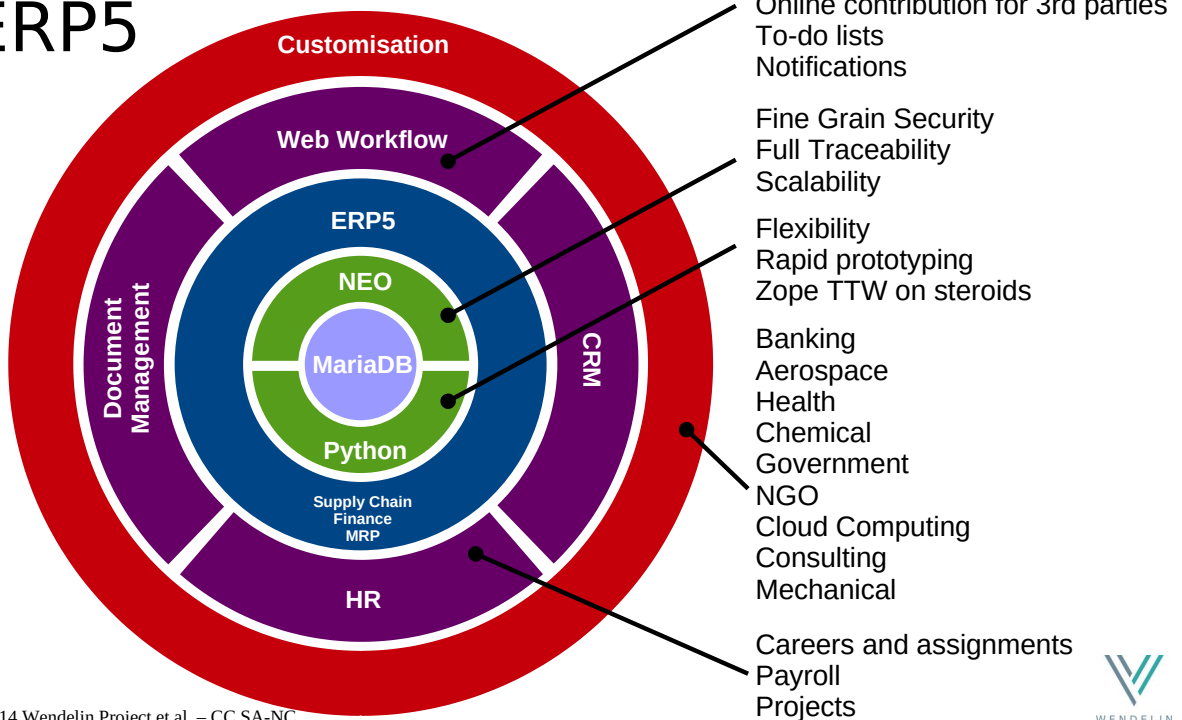 ERP5
Customisation
Web Workflow
ERP5
NEO
MariaDB
Python
Supply Chain
Finance
MRP
HR
Document
Management
CRM
Online contribution for 3rd parties
To-do lists
Notifications
Fine Grain Security
Full Traceability
Scalability
Flexibility
Rapid prototyping
Zope TTW on steroids
Banking
Aerospace
Health
Chemical
Government
NGO
Cloud Computing
Consulting
Mechanical
Careers and assignments
Payroll
Projects
14 Wendelin Project et al. – CC SA-NC
WENDELIN